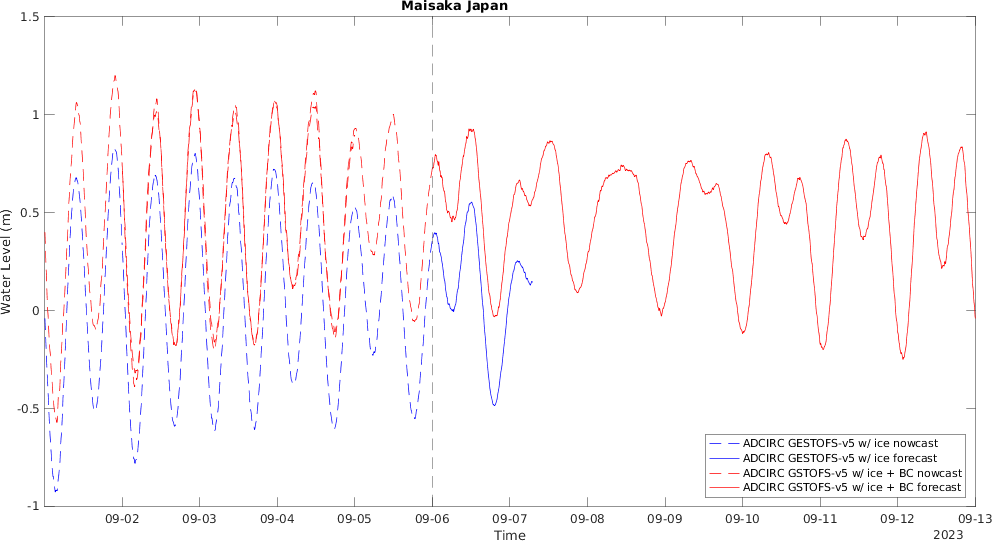 Maisaka Japan
1.5
1
0.5
0
-0.5
-1
Water Level (m)
09-02 09-03 09-04 09-05 09-06 09-07 09-08 09-09 09-10 09-11 09-12 09-13
Time
2023
ADCIRC GESTOFS-v5 w/ ice nowcast
ADCIRC GESTOFS-v5 w/ ice forecast
ADCIRC GSTOFS-v5 w/ ice + BC nowcast
ADCIRC GSTOFS-v5 w/ ice + BC forecast